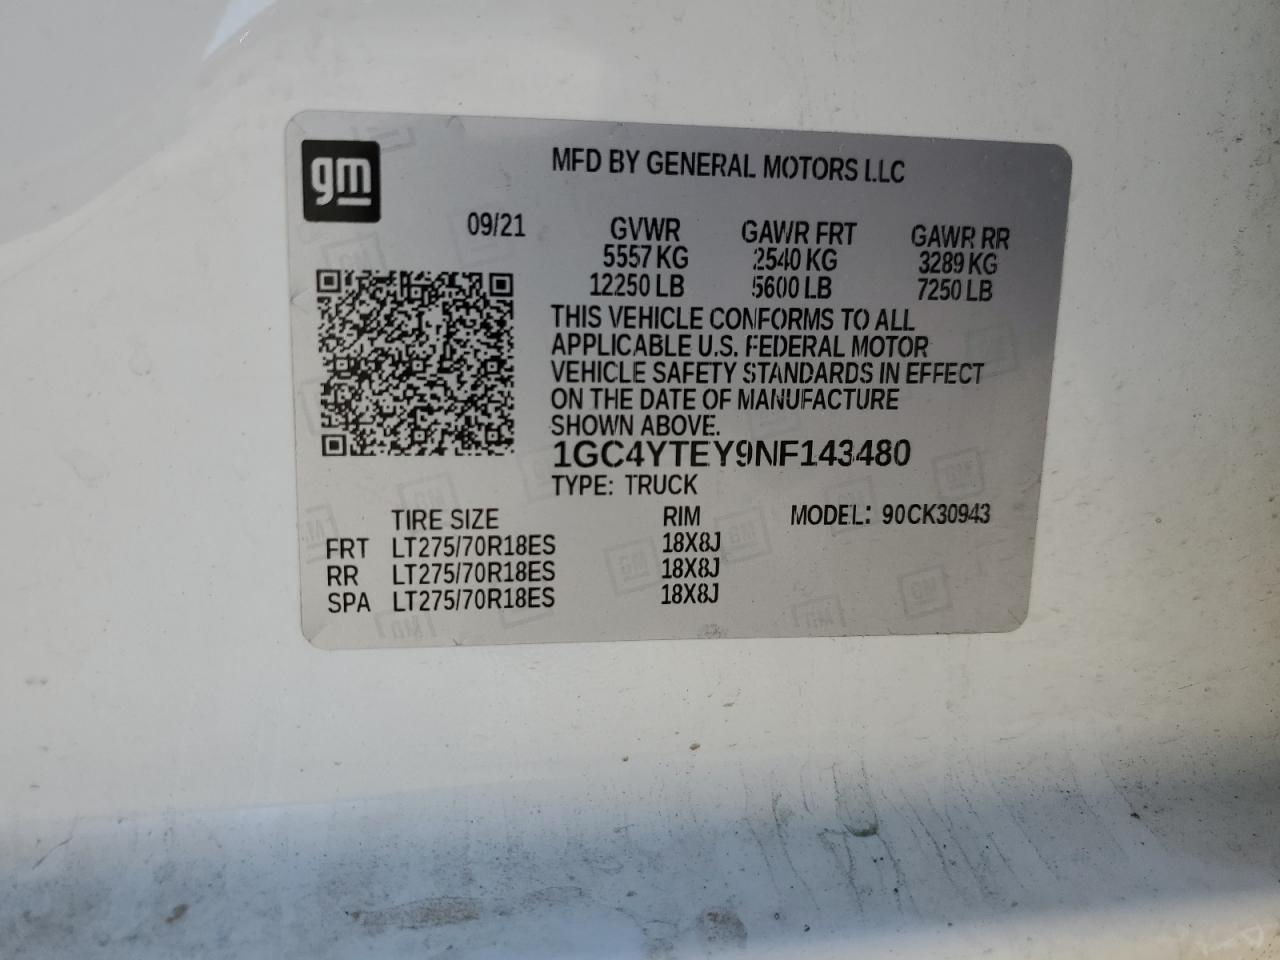 gm
MFD BY GENERAL MOTORS LLC
09/21
GVWR GAWR FRT GAWR RR
5557 KG 2540 KG 3289 KG
12250 LB 5600 LB 7250 LB
THIS VEHICLE CONFORMS TO ALL
APPLICABLE U.S. FEDERAL MOTOR
VEHICLE SAFETY STANDARDS IN EFFECT
ON THE DATE OF MANUFACTURE
SHOWN ABOVE.
1GC4YTEY9NF143480
TYPE: TRUCK
TIRE SIZE RIM MODEL: 90CK30943
FRT LT275/70R18ES 18X8J
RR LT275/70R18ES 18X8J
SPA LT275/70R18ES 18X8J